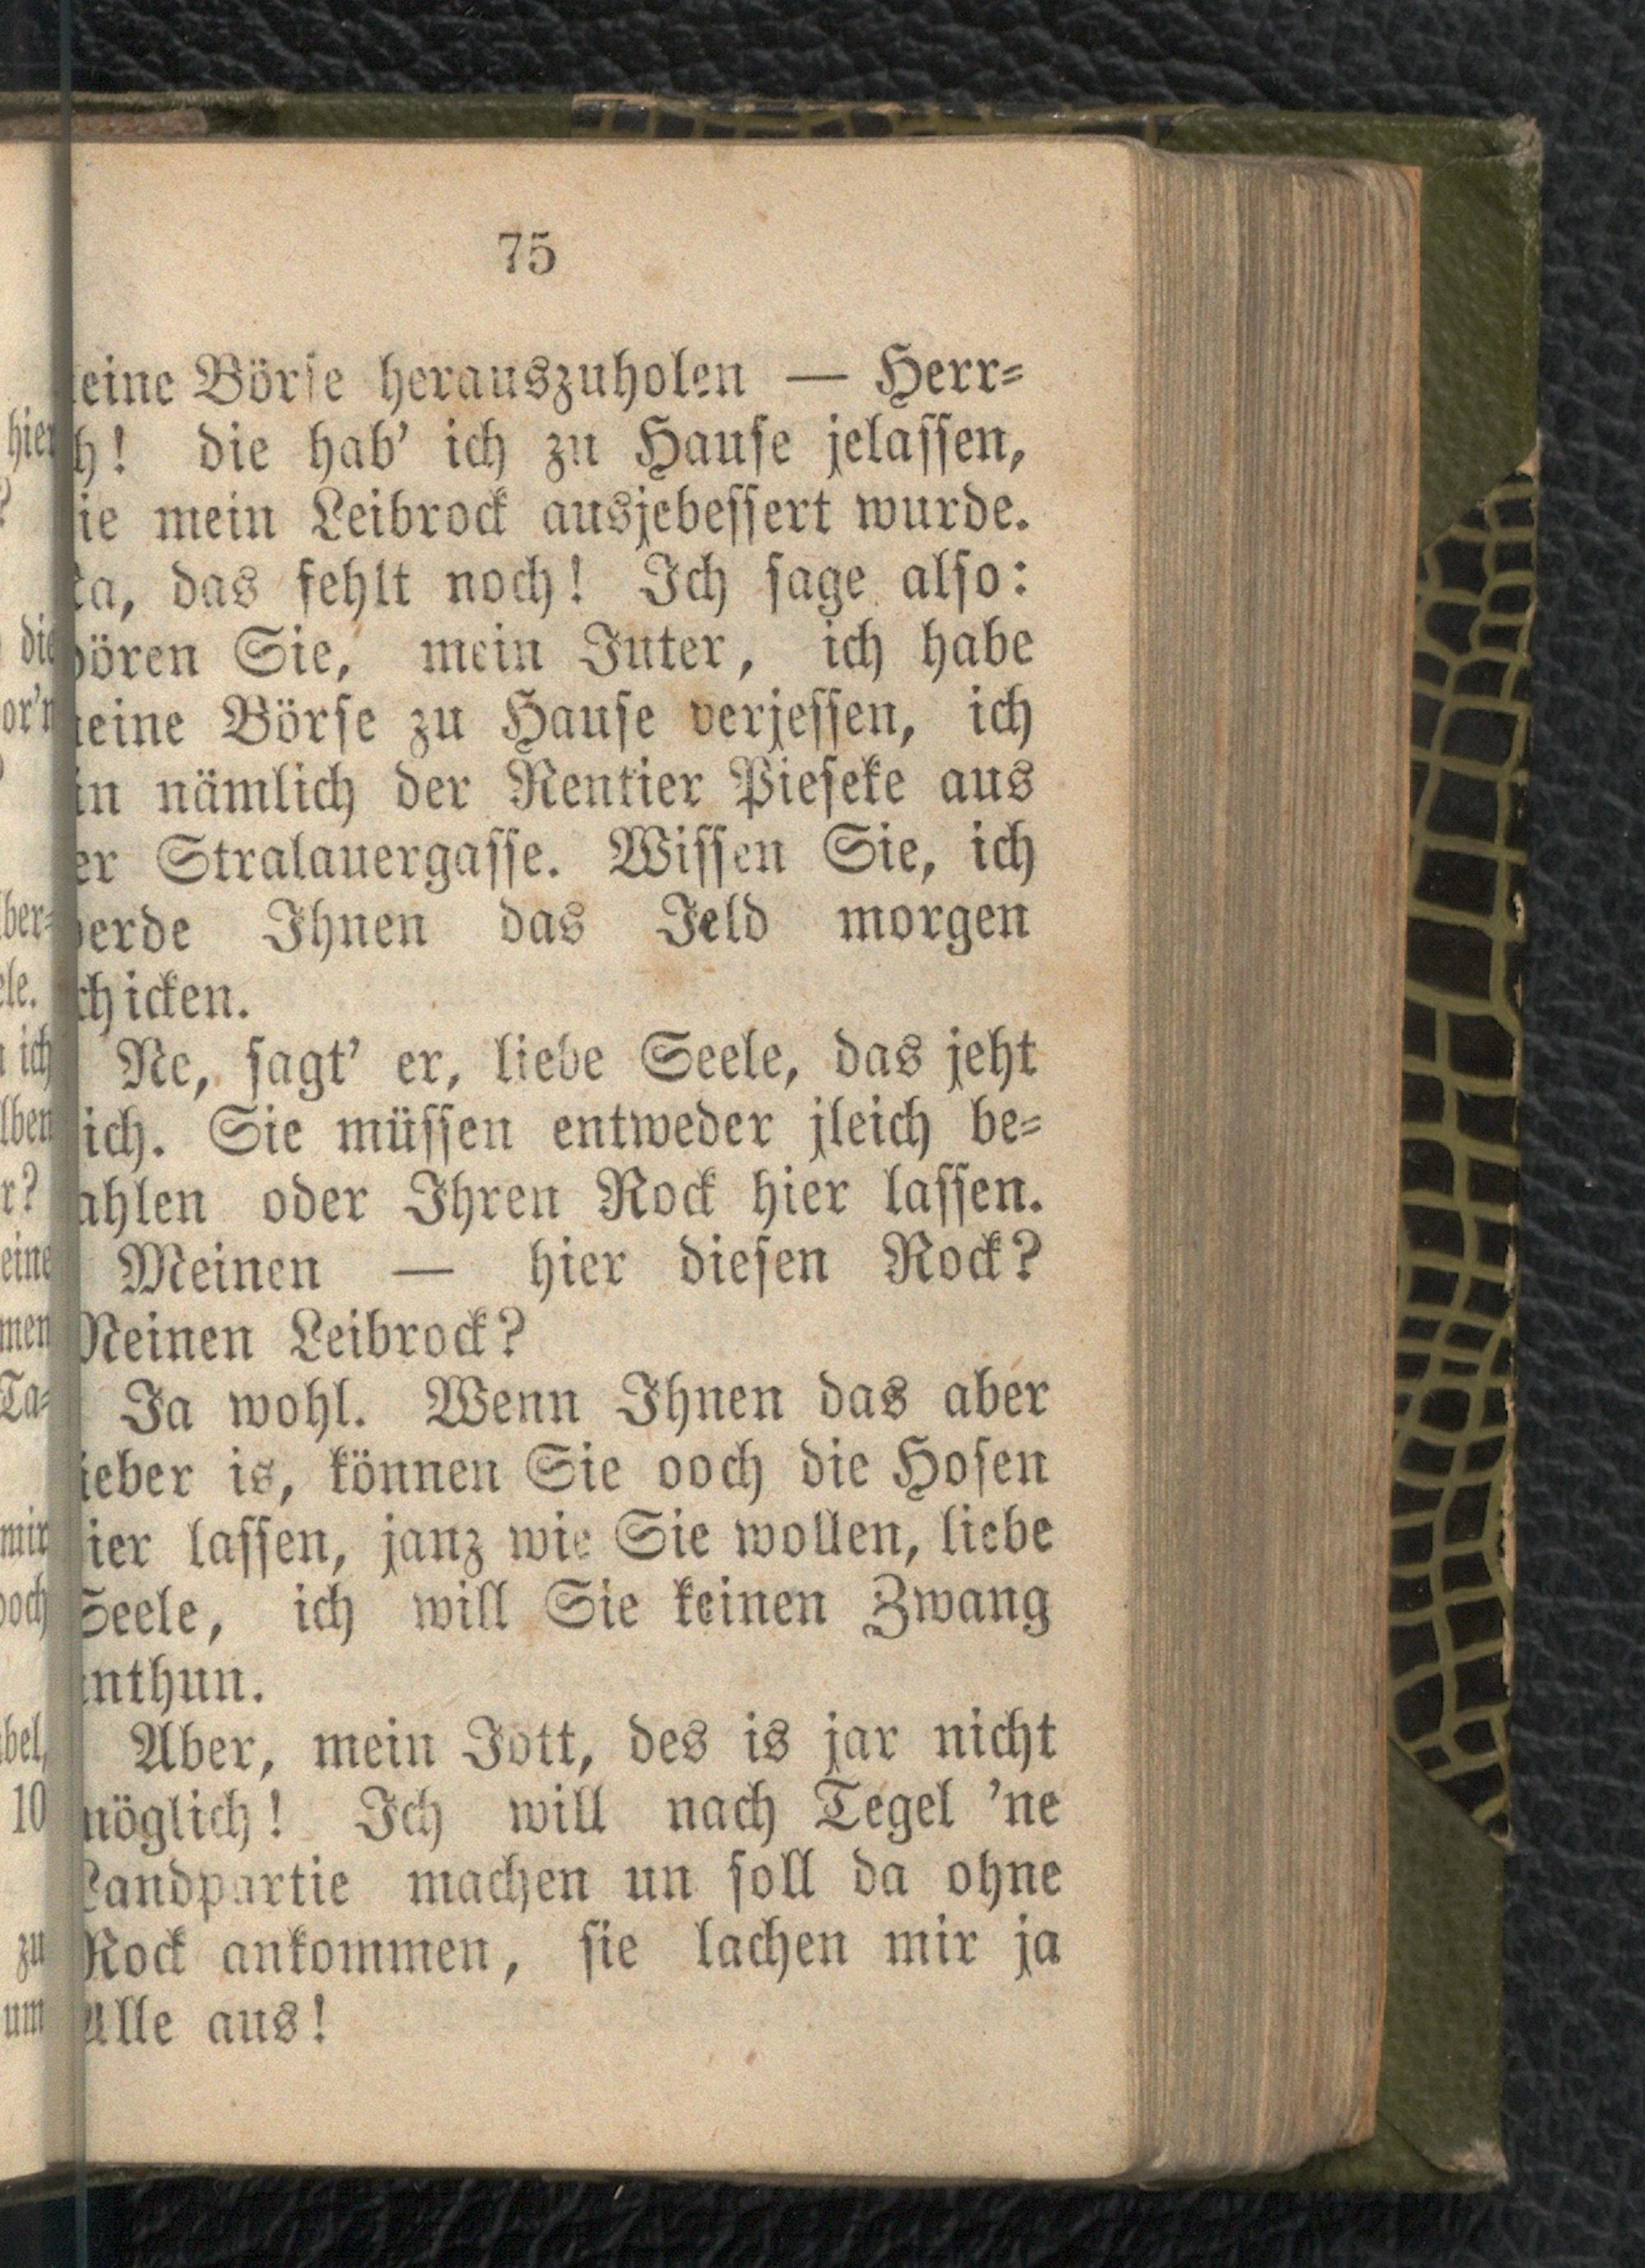 75
eine Börse herauszuholen — Herr-
h! die hab' ich zu Hause jelassen,
ie mein Leibrock ausjebessert wurde.
a, das fehlt noch! Ich sage also:
ören Sie, mein Juter, ich habe
eine Börse zu Hause verjessen, ich
in nämlich der Rentier Pieseke aus
er Stralauergasse. Wissen Sie, ich
erde Ihnen das Jeld morgen
chicken.
Ne, sagt' er, liebe Seele, das jeht
ich. Sie müssen entweder jleich be-
ahlen oder Ihren Rock hier lassen.
Meinen — hier diesen Rock?
Meinen Leibrock?
Ja wohl. Wenn Ihnen das aber
ieber is, können Sie ooch die Hosen
ier lassen, janz wie Sie wollen, liebe
Seele, ich will Sie keinen Zwang
nthun.
Aber, mein Jott, des is jar nicht
möglich! Ich will nach Tegel 'ne
Landpartie machen un soll da ohne
Rock ankommen, sie lachen mir ja
Alle aus!